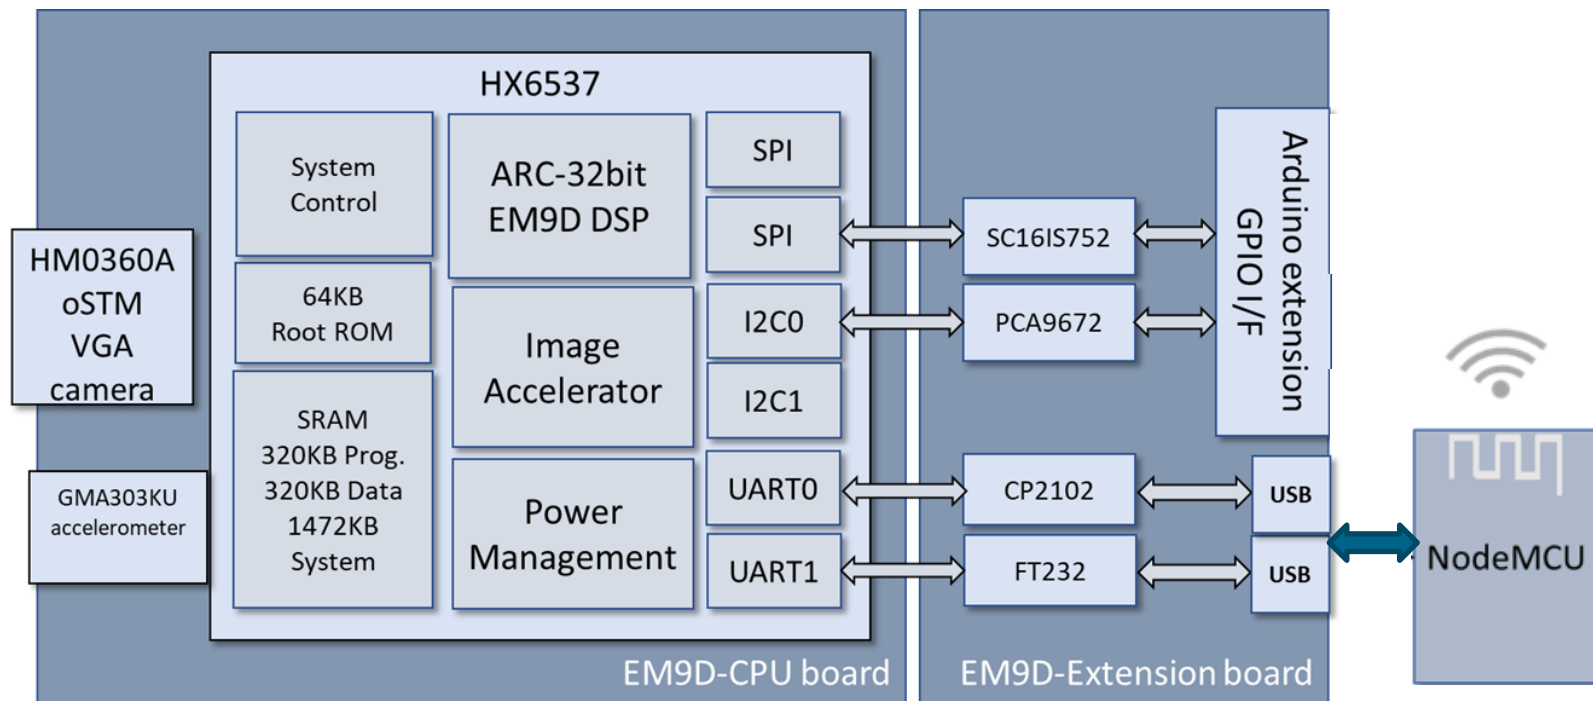 HM0360A
oSTM
VGA
camera
GMA303KU
accelerometer
HX6537
System
Control
64KB
Root ROM
SRAM
320KB Prog.
320KB Data
1472KB
System
ARC-32bit
EM9D DSP
Image
Accelerator
Power
Management
SPI
SPI
I2C0
I2C1
UART0
UART1
EM9D-CPU board
SC16IS752
PCA9672
CP2102
FT232
Arduino extension
GPIO I/F
USB
USB
EM9D-Extension board
NodeMCU